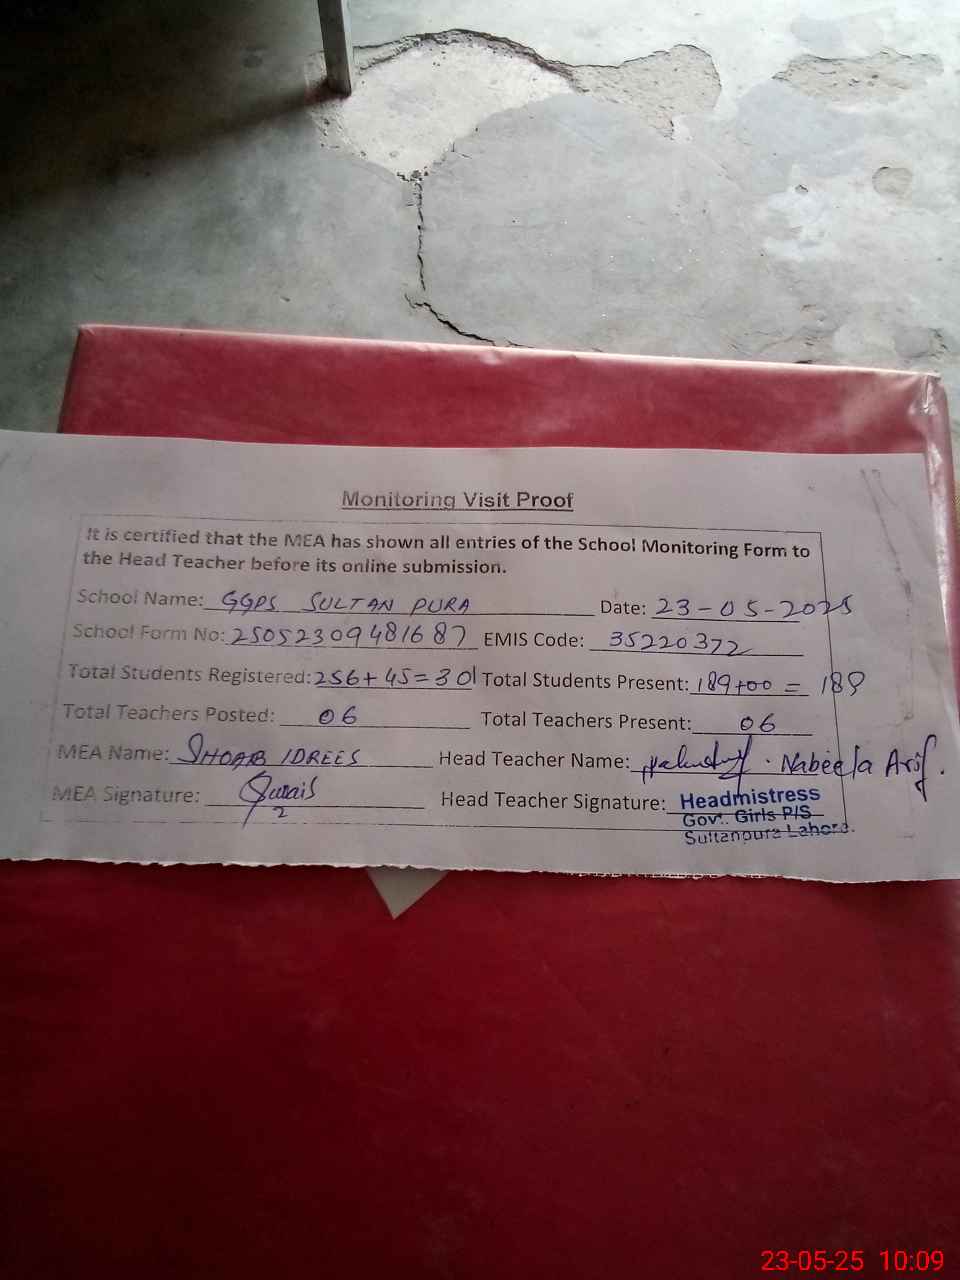 Monitoring Visit Proof
It is certified that the MEA has shown all entries of the School Monitoring Form to
the Head Teacher before its online submission.
School Name: GGPS SULTAN PURA Date: 23-05-2025
School Form No: 25052309481687 EMIS Code: 35220372
Total Students Registered: 256+45=301 Total Students Present: 189+00 = 189
Total Teachers Posted: 06 Total Teachers Present: 06
MEA Name: SHOAIB IDREES Head Teacher Name: Nabeela Arif.
MEA Signature: Head Teacher Signature: Headmistress
Gov. Girls P/S
Sultanpura Lahore.
23-05-25 10:09